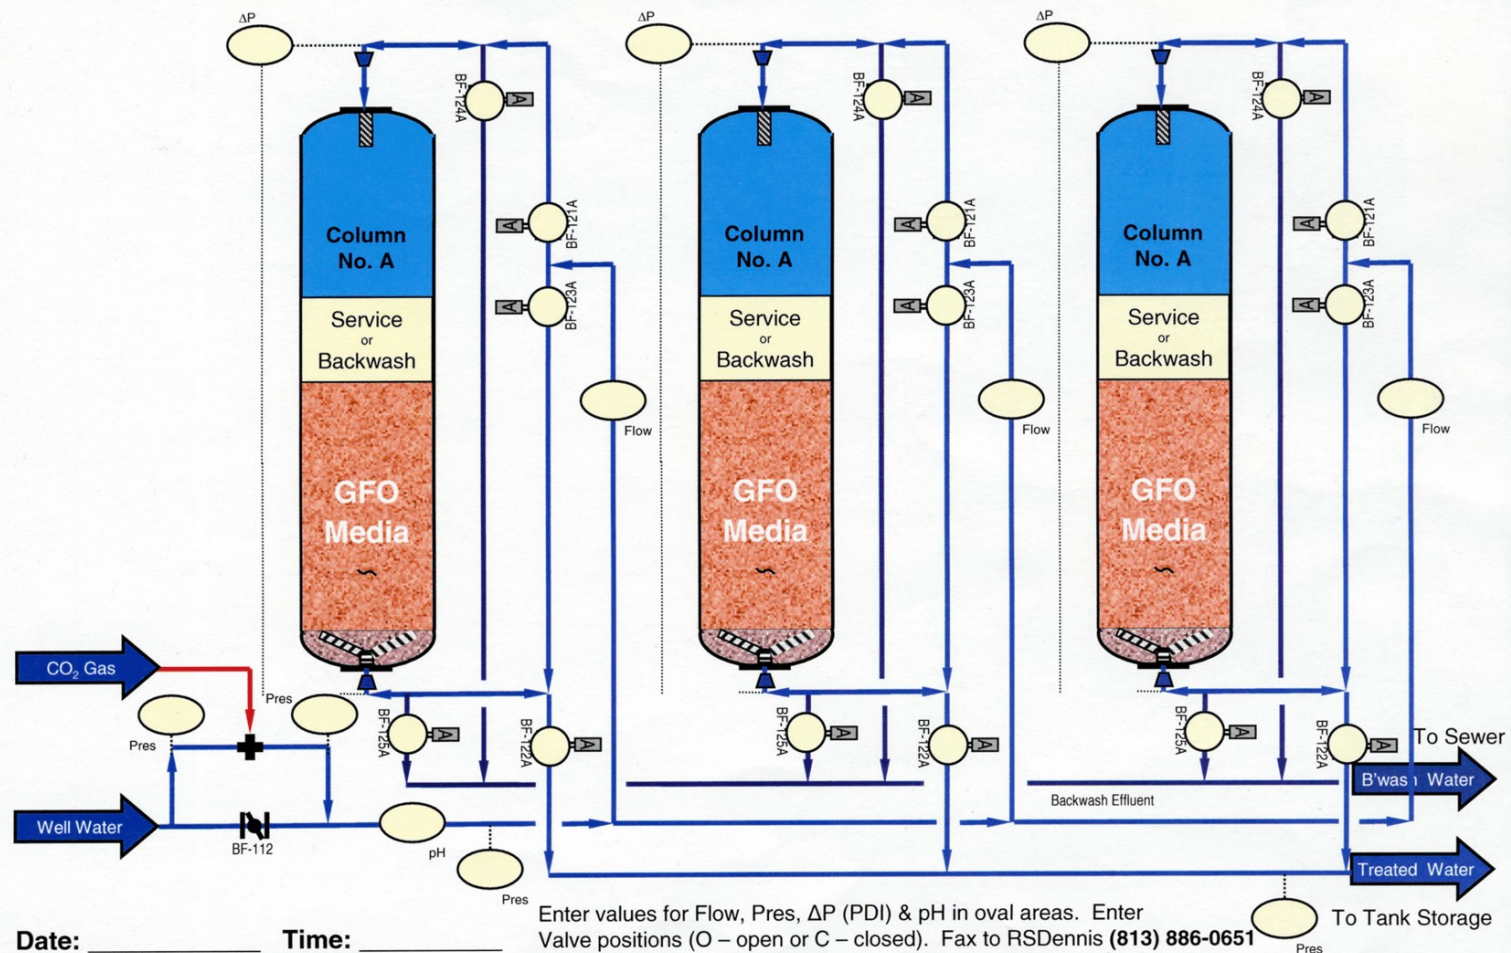 ΔP
ΔP
ΔP
BF-124A
A
BF-124A
A
BF-124A
A
BF-121A
A
BF-121A
A
BF-121A
A
Column
No. A
Column
No. A
Column
No. A
BF-123A
A
BF-123A
A
BF-123A
A
Service
or
Backwash
Service
or
Backwash
Service
or
Backwash
Flow
Flow
Flow
GFO
Media
GFO
Media
GFO
Media
CO₂ Gas
Pres
Pres
BF-125A
A
BF-122A
A
BF-125A
A
BF-122A
A
BF-125A
A
BF-122A
A
To Sewer
B'wash Water
Backwash Effluent
Well Water
BF-112
pH
Pres
Treated Water
To Tank Storage
Pres
Enter values for Flow, Pres, ΔP (PDI) & pH in oval areas. Enter
Valve positions (O – open or C – closed). Fax to RSDennis (813) 886-0651
Date: __________ Time: __________